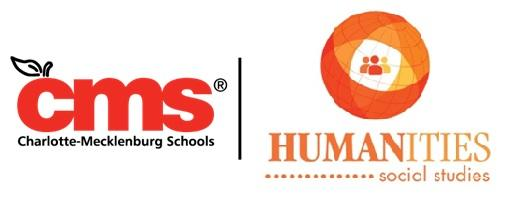 cms®
Charlotte-Mecklenburg Schools
HUMANITIES
social studies